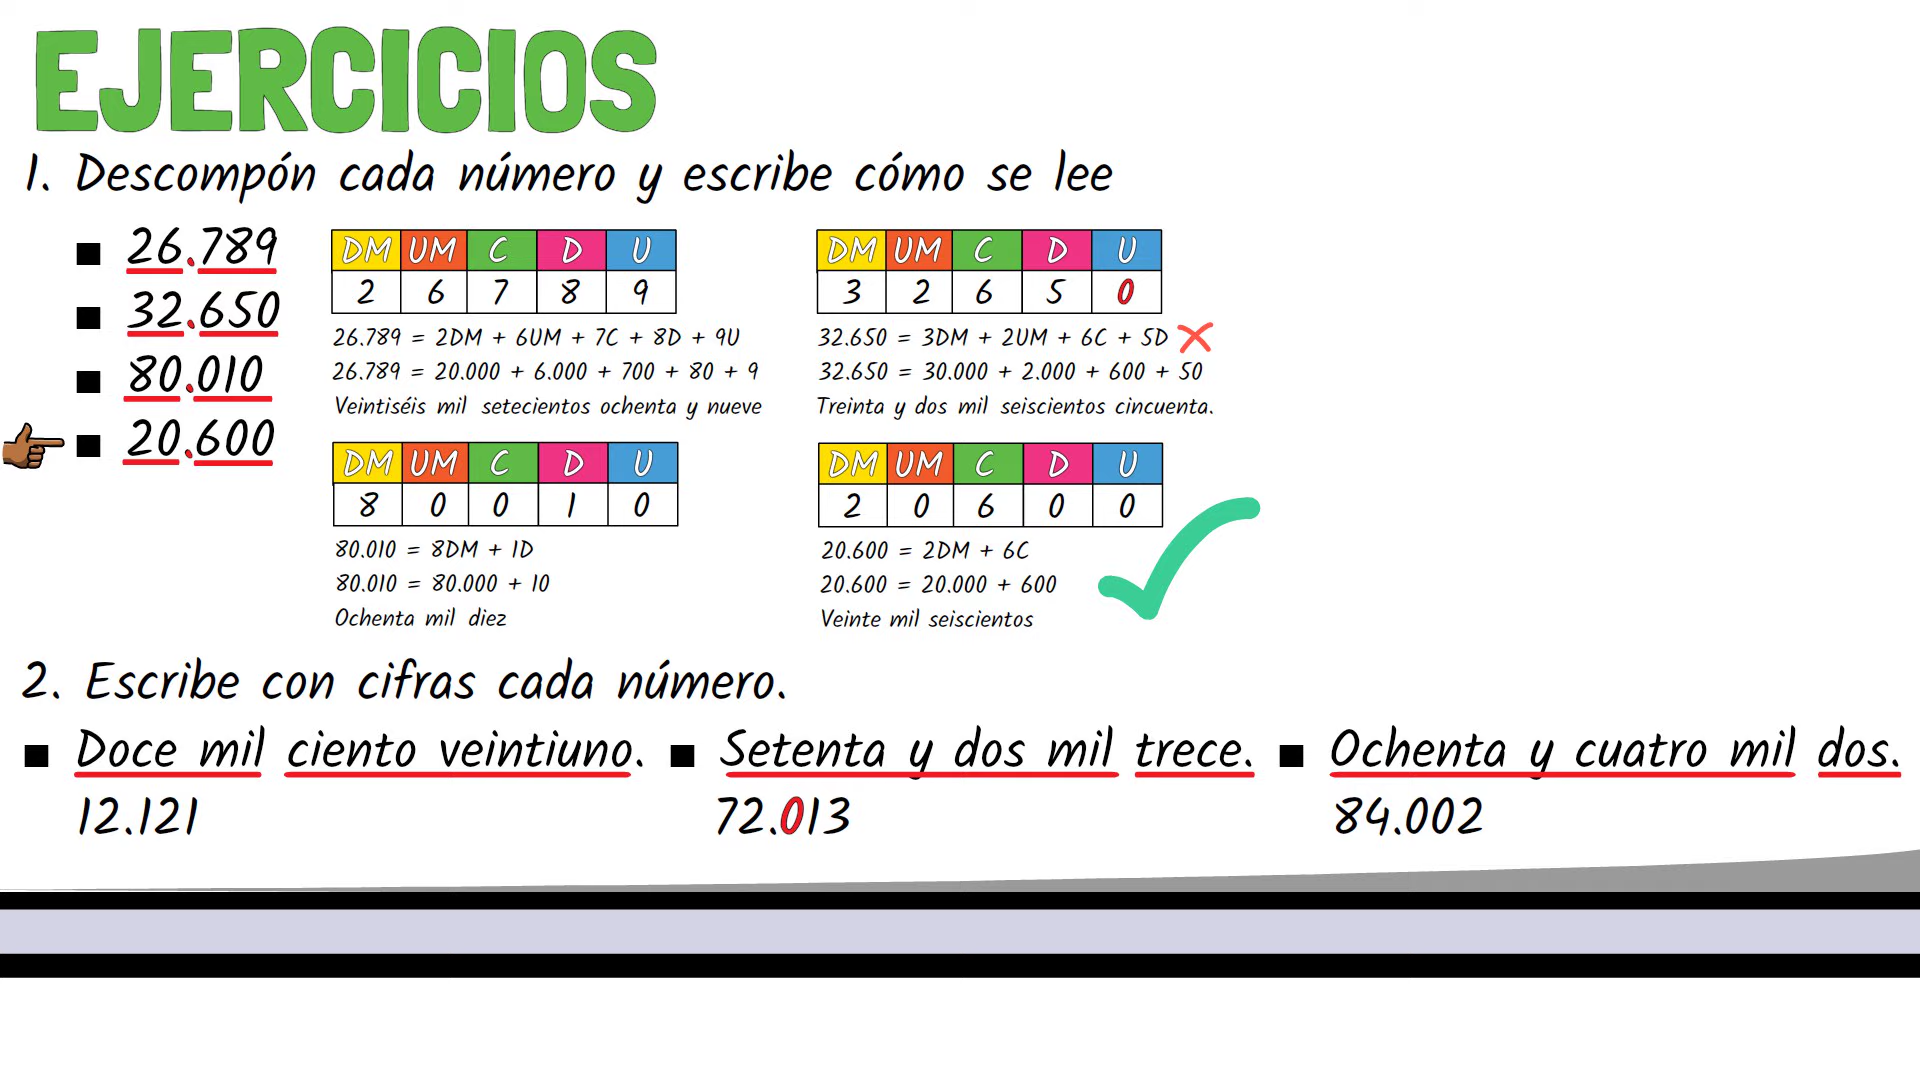 EJERCICIOS
1. Descompón cada número y escribe cómo se lee
■ 26.789
■ 32.650
■ 80.010
■ 20.600
DM UM C D U
2 6 7 8 9
26.789 = 2DM + 6UM + 7C + 8D + 9U
26.789 = 20.000 + 6.000 + 700 + 80 + 9
Veintiséis mil setecientos ochenta y nueve
DM UM C D U
3 2 6 5 0
32.650 = 3DM + 2UM + 6C + 5D
32.650 = 30.000 + 2.000 + 600 + 50
Treinta y dos mil seiscientos cincuenta.
DM UM C D U
8 0 0 1 0
80.010 = 8DM + 1D
80.010 = 80.000 + 10
Ochenta mil diez
DM UM C D U
2 0 6 0 0
20.600 = 2DM + 6C
20.600 = 20.000 + 600
Veinte mil seiscientos
2. Escribe con cifras cada número.
■ Doce mil ciento veintiuno. ■ Setenta y dos mil trece. ■ Ochenta y cuatro mil dos.
12.121 72.013 84.002